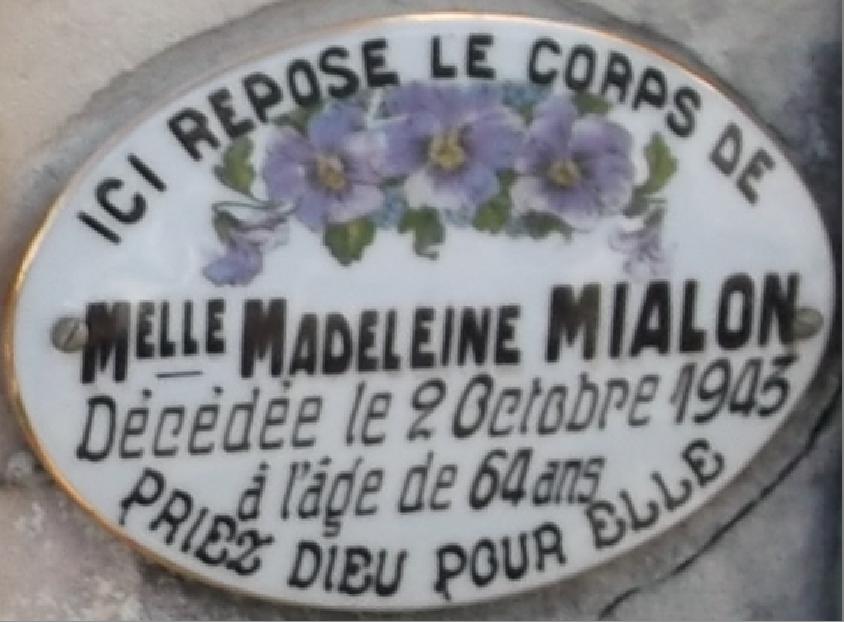 ICI REPOSE LE CORPS DE
MELLE MADELEINE MIALON
Décédée le 2 Octobre 1943
à l'âge de 64 ans
PRIEZ DIEU POUR ELLE